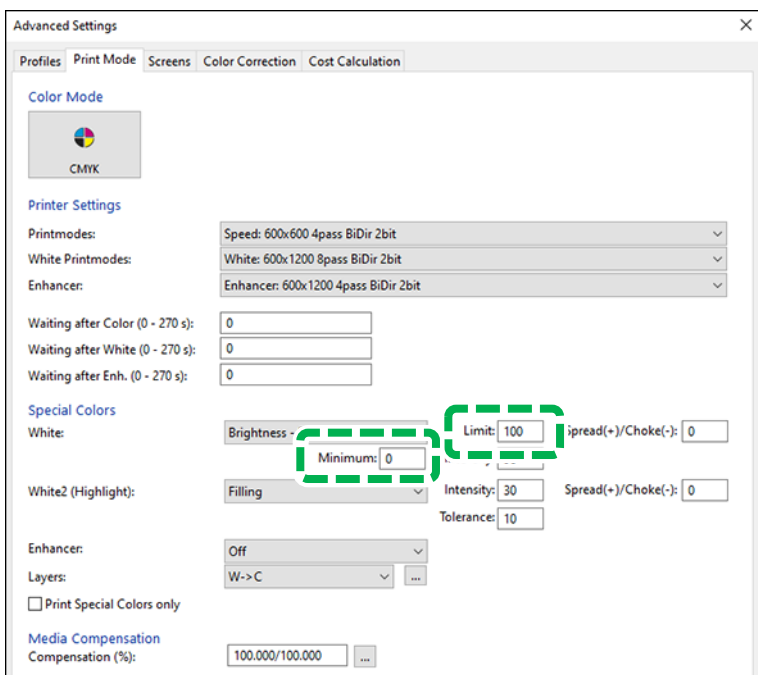 Advanced Settings
Profiles Print Mode Screens Color Correction Cost Calculation
Color Mode
CMYK
Printer Settings
Printmodes: Speed: 600x600 4pass BiDir 2bit
White Printmodes: White: 600x1200 8pass BiDir 2bit
Enhancer: Enhancer: 600x1200 4pass BiDir 2bit
Waiting after Color (0 - 270 s): 0
Waiting after White (0 - 270 s): 0
Waiting after Enh. (0 - 270 s): 0
Special Colors
White: Brightness - Limit: 100 Spread(+)/Choke(-): 0
Minimum: 0
White2 (Highlight): Filling Intensity: 30 Spread(+)/Choke(-): 0
Tolerance: 10
Enhancer: Off
Layers: W->C ...
Print Special Colors only
Media Compensation
Compensation (%): 100.000/100.000 ...